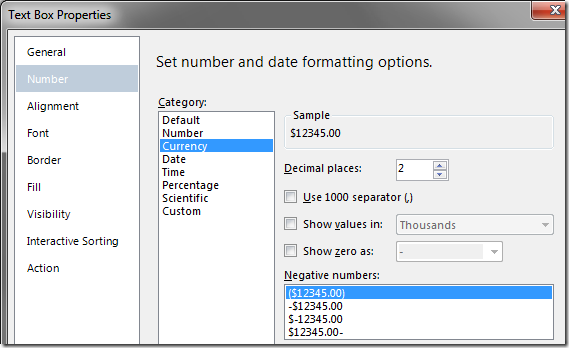 Text Box Properties
General
Number
Alignment
Font
Border
Fill
Visibility
Interactive Sorting
Action
Set number and date formatting options.
Category:
Default
Number
Currency
Date
Time
Percentage
Scientific
Custom
Sample
$12345.00
Decimal places: 2
Use 1000 separator (,)
Show values in: Thousands
Show zero as: -
Negative numbers:
($12345.00)
-$12345.00
$-12345.00
$12345.00-